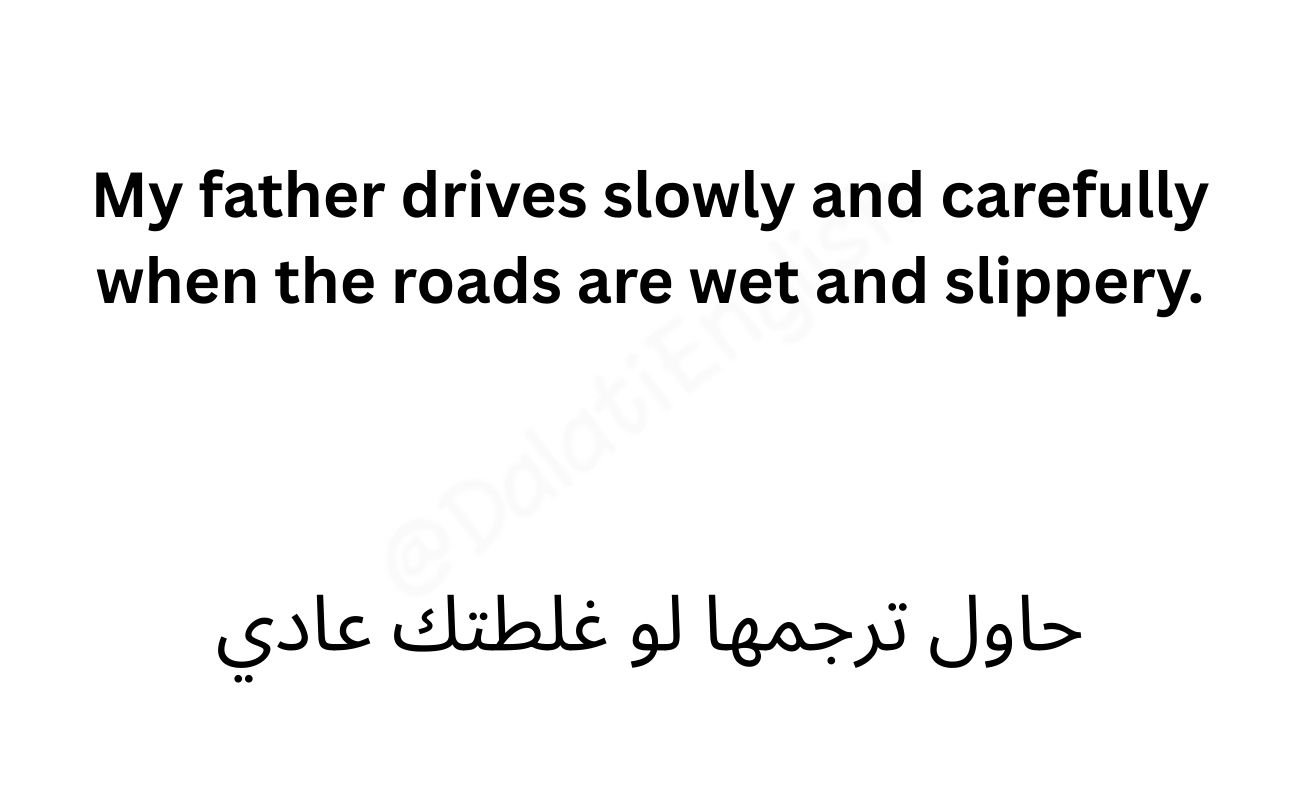 My father drives slowly and carefully
when the roads are wet and slippery.
@DalatiEnglish
حاول ترجمها لو غلطتك عادي